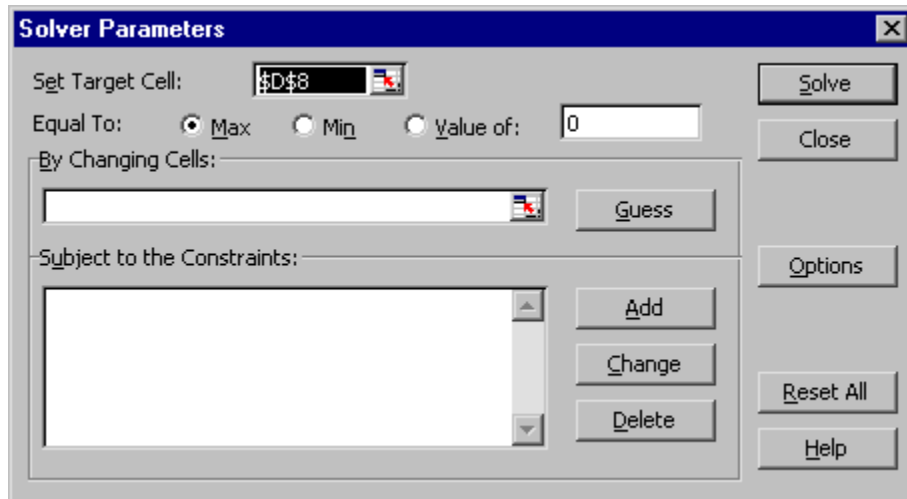 Solver Parameters
Set Target Cell: $D$8 Solve
Equal To: Max Min Value of: 0
Close
By Changing Cells:
Guess
Subject to the Constraints:
Options
Add
Change
Reset All
Delete
Help